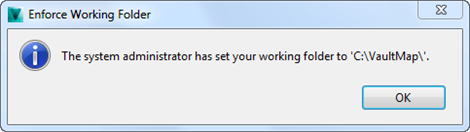 Enforce Working Folder
The system administrator has set your working folder to 'C:\VaultMap\'.
OK